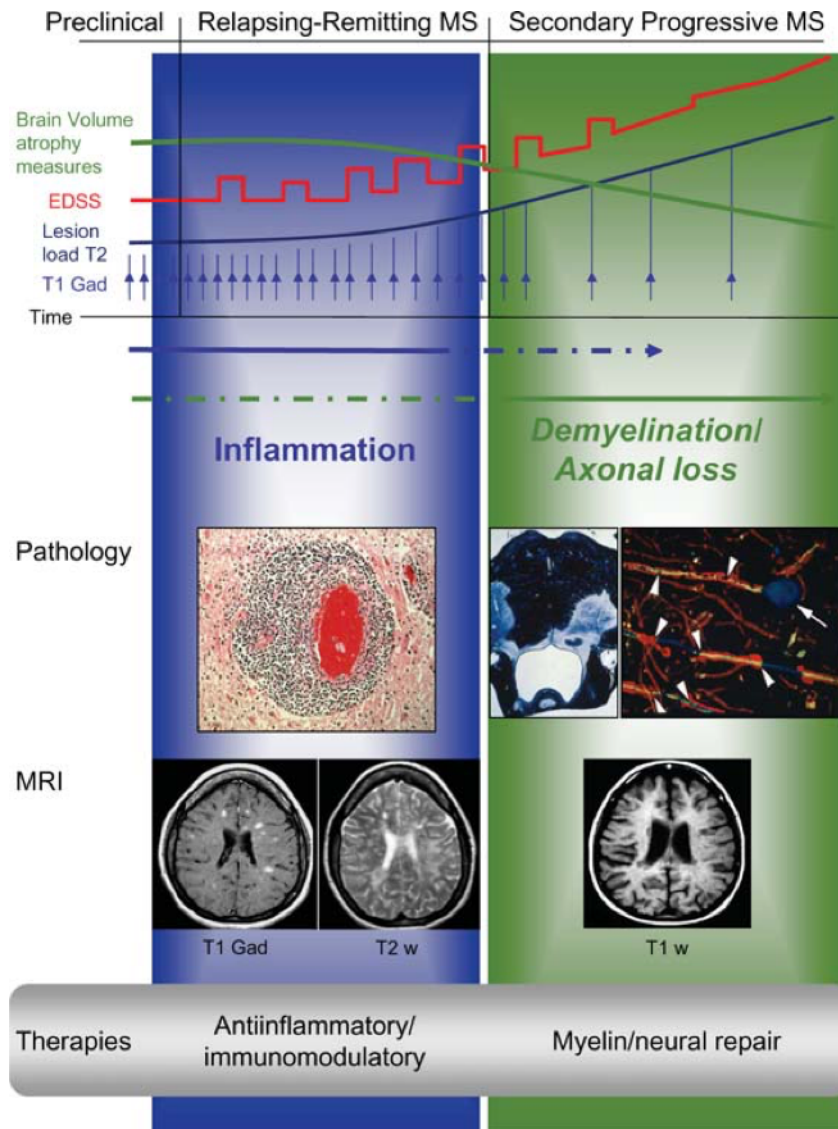 Preclinical
Relapsing-Remitting MS
Secondary Progressive MS
Brain Volume
atrophy
measures
EDSS
Lesion
load T2
T1 Gad
Time
Inflammation
Demyelination/
Axonal loss
Pathology
MRI
T1 Gad
T2 w
T1 w
Therapies
Antiinflammatory/
immunomodulatory
Myelin/neural repair